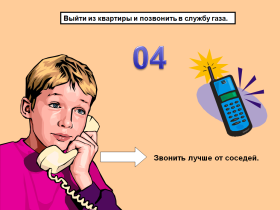 Выйти из квартиры и позвонить в службу газа.
04
Звонить лучше от соседей.